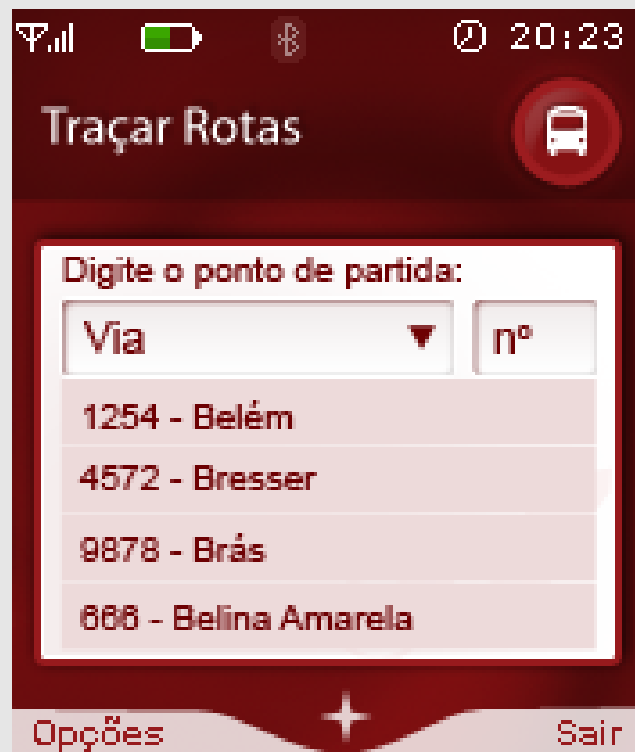 20:23
Traçar Rotas
Digite o ponto de partida:
Via nº
1254 - Belém
4572 - Bresser
9878 - Brás
666 - Belina Amarela
Opções Sair